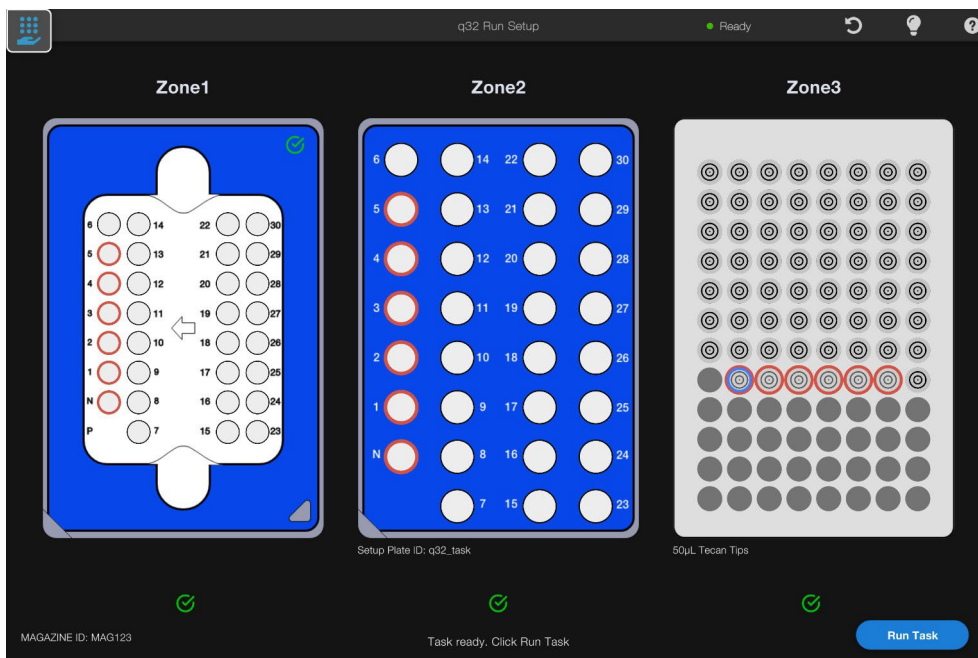 q32 Run Setup
Ready
?
Zone1
Zone2
Zone3
6 14 22 30
5 13 21 29
4 12 20 28
3 11 19 27
2 10 18 26
1 9 17 25
N 8 16 24
P 7 15 23
6 14 22 30
5 13 21 29
4 12 20 28
3 11 19 27
2 10 18 26
1 9 17 25
N 8 16 24
7 15 23
Setup Plate ID: q32_task
50µL Tecan Tips
MAGAZINE ID: MAG123
Task ready. Click Run Task
Run Task